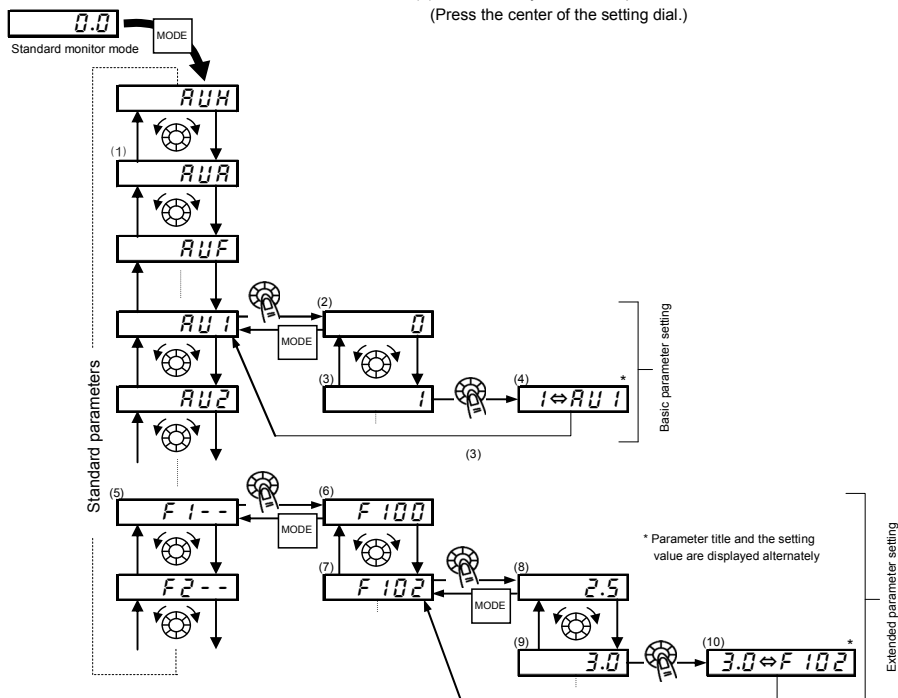 (Press the center of the setting dial.)
0.0
MODE
Standard monitor mode
AUH
(1)
AUA
AUF
AU1
(2)
0
MODE
(3)
1
(4)
1⇔AU1
*
AU2
(3)
Basic parameter setting
Standard parameters
(5)
F1--
(6)
F100
MODE
* Parameter title and the setting
value are displayed alternately
F2--
(7)
F102
(8)
2.5
MODE
(9)
3.0
(10)
3.0⇔F102
*
Extended parameter setting